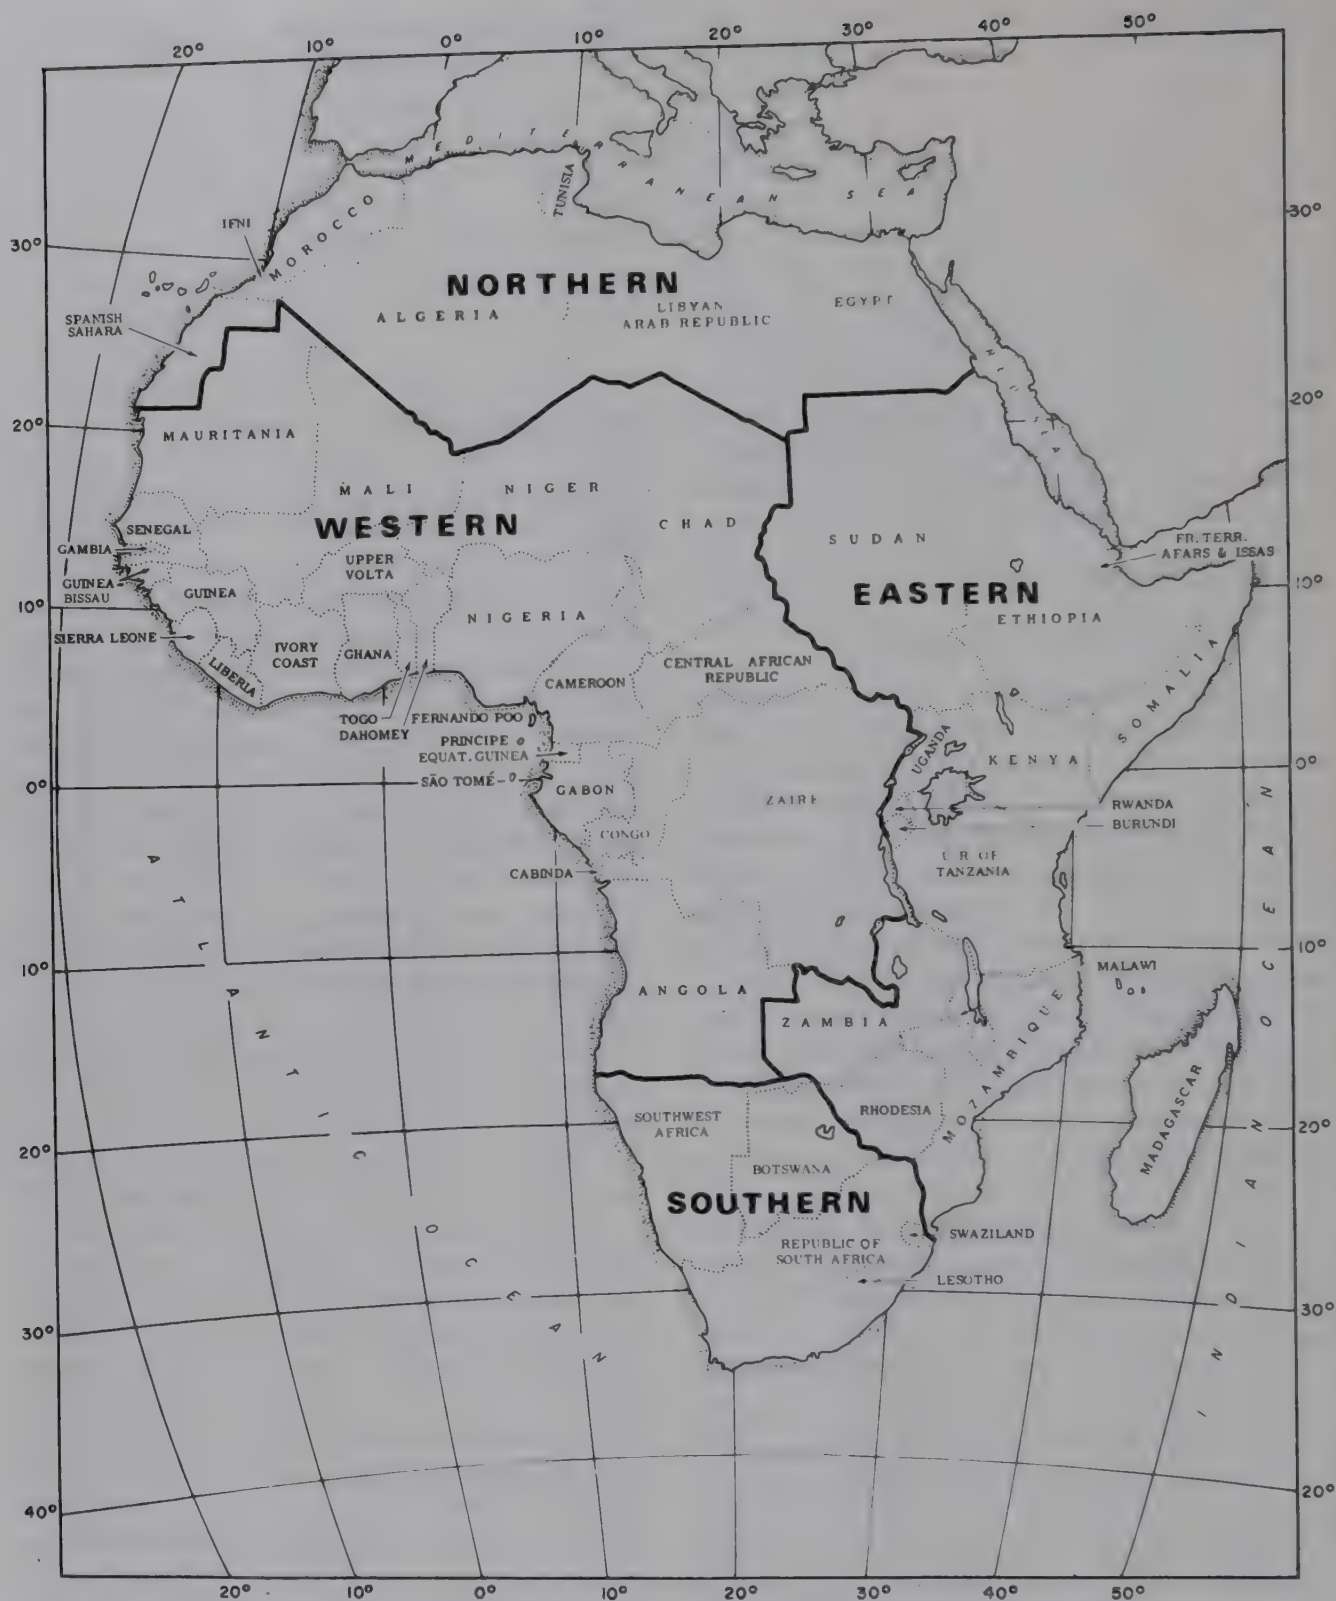 20° 10° 0° 10° 20° 30° 40° 50°
MEDITERRANEAN SEA
TUNISIA
IFNI
MOROCCO
30° 30°
NORTHERN
ALGERIA
LIBYAN
ARAB REPUBLIC
EGYPT
SPANISH
SAHARA
20° 20°
MAURITANIA
MALI
NIGER
CHAD
WESTERN
SENEGAL
GAMBIA
GUINEA
BISSAU
GUINEA
UPPER
VOLTA
NIGERIA
SUDAN
EASTERN
ETHIOPIA
FR. TERR.
AFARS & ISSAS
10° 10°
SIERRA LEONE
LIBERIA
IVORY
COAST
GHANA
TOGO
DAHOMEY
CAMEROON
CENTRAL AFRICAN
REPUBLIC
SOMALIA
FERNANDO POO
PRINCIPE
EQUAT. GUINEA
SÃO TOMÉ
GABON
CONGO
ZAIRE
UGANDA
KENYA
0° 0°
RWANDA
BURUNDI
U R OF
TANZANIA
CABINDA
10° 10°
ANGOLA
ZAMBIA
MALAWI
MOZAMBIQUE
MADAGASCAR
SOUTHWEST
AFRICA
RHODESIA
BOTSWANA
20° 20°
SOUTHERN
REPUBLIC OF
SOUTH AFRICA
SWAZILAND
LESOTHO
30° 30°
ATLANTIC OCEAN
INDIAN OCEAN
40° 20°
20° 10° 0° 10° 20° 30° 40° 50°